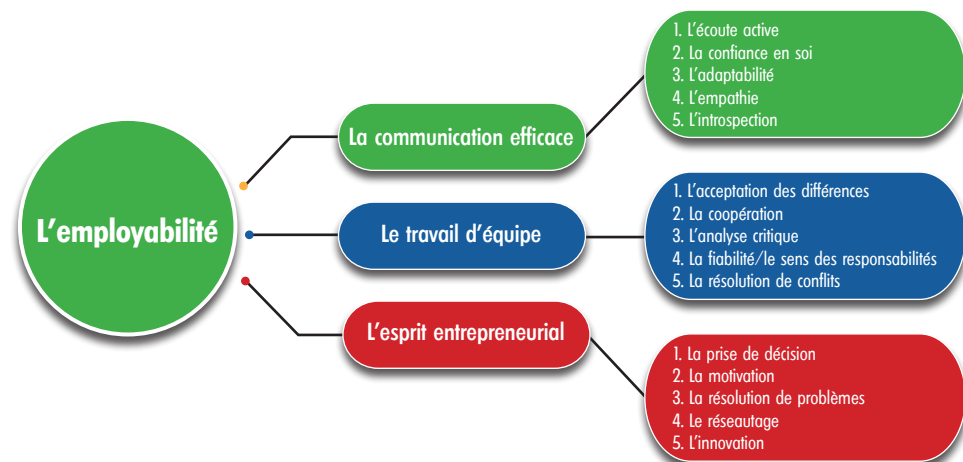 L'employabilité
La communication efficace
1. L'écoute active
2. La confiance en soi
3. L'adaptabilité
4. L'empathie
5. L'introspection
Le travail d'équipe
1. L'acceptation des différences
2. La coopération
3. L'analyse critique
4. La fiabilité/le sens des responsabilités
5. La résolution de conflits
L'esprit entrepreneurial
1. La prise de décision
2. La motivation
3. La résolution de problèmes
4. Le réseautage
5. L'innovation